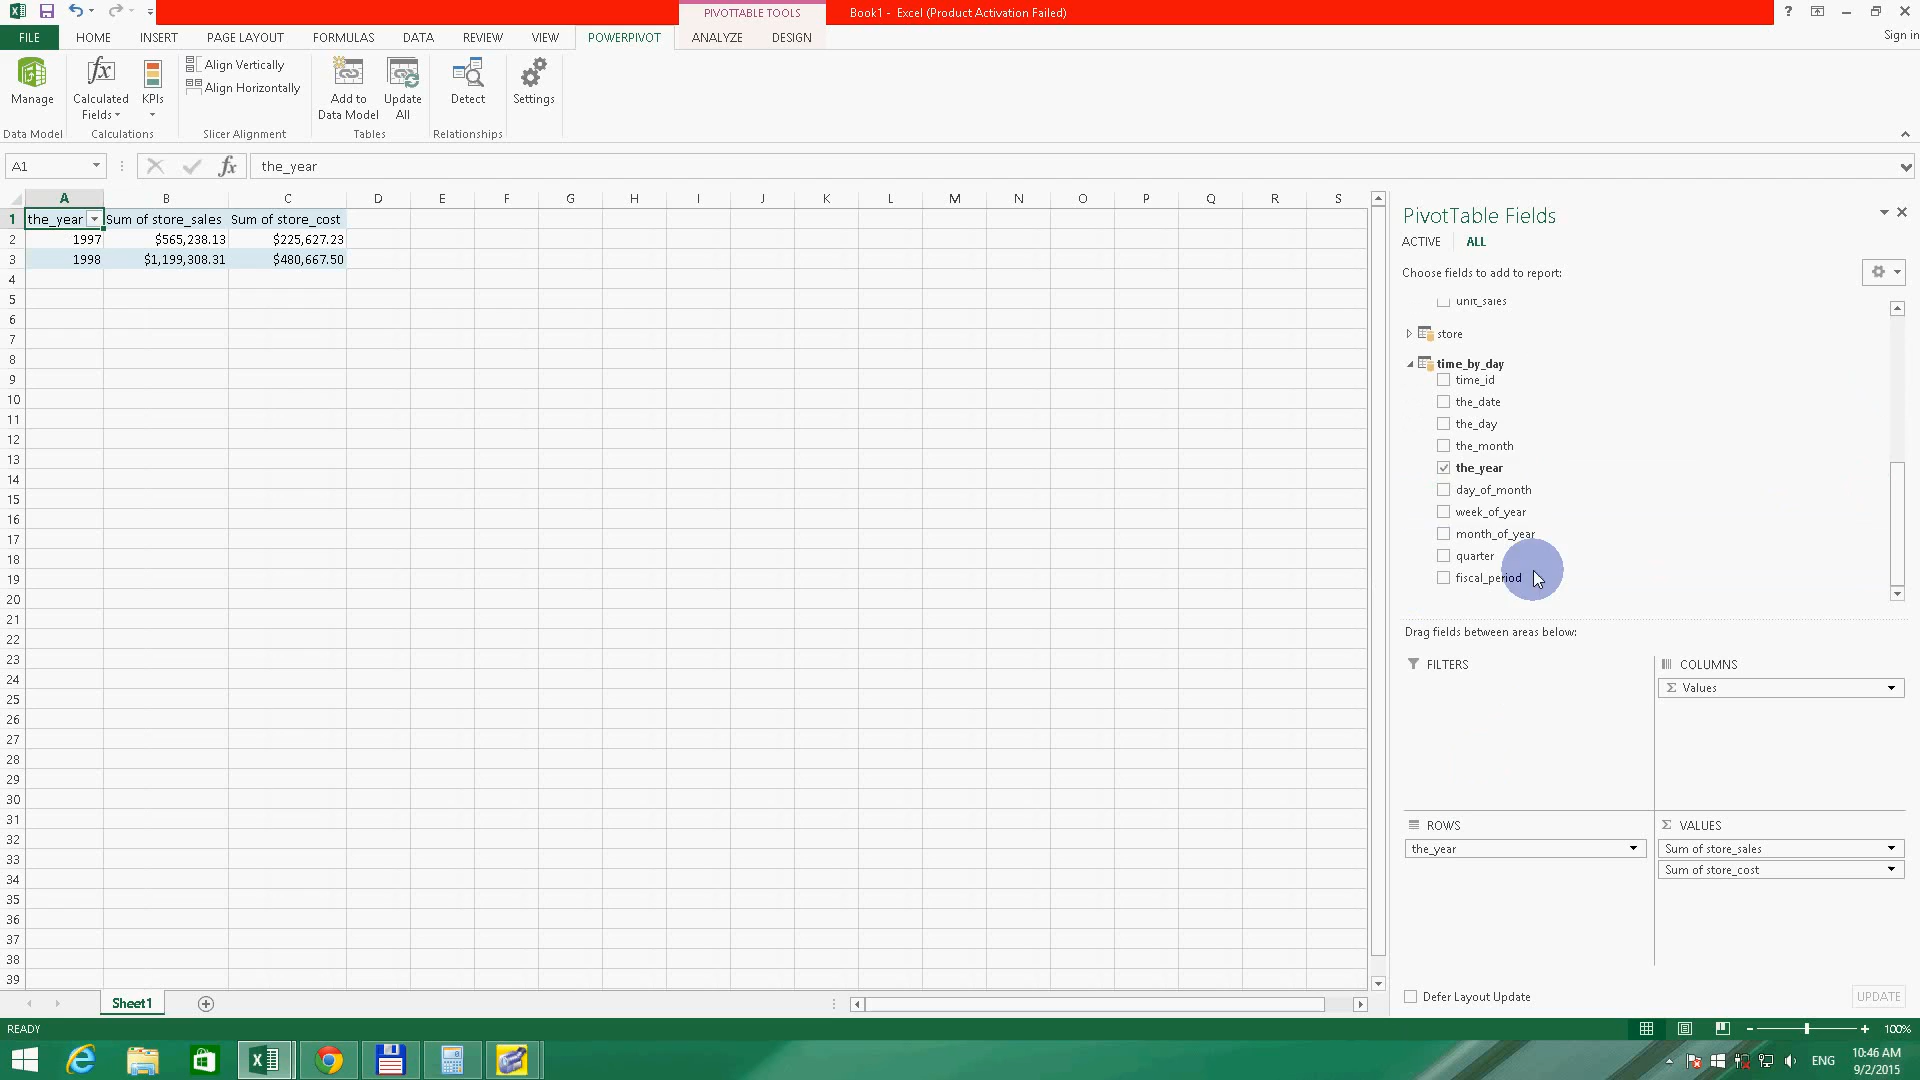 PIVOTTABLE TOOLS
Book1 - Excel (Product Activation Failed)
FILE HOME INSERT PAGE LAYOUT FORMULAS DATA REVIEW VIEW POWERPIVOT ANALYZE DESIGN
Sign in
Manage
Calculated
Fields
KPIs
Align Vertically
Align Horizontally
Add to
Data Model
Update
All
Detect
Settings
Data Model
Calculations
Slicer Alignment
Tables
Relationships
A1
fx
the_year
A B C D E F G H I J K L M N O P Q R S
1 the_year Sum of store_sales Sum of store_cost
2 1997 $565,238.13 $225,627.23
3 1998 $1,199,308.31 $480,667.50
4
5
6
7
8
9
10
11
12
13
14
15
16
17
18
19
20
21
22
23
24
25
26
27
28
29
30
31
32
33
34
35
36
37
38
39
PivotTable Fields
ACTIVE ALL
Choose fields to add to report:
unit_sales
store
time_by_day
time_id
the_date
the_day
the_month
the_year
day_of_month
week_of_year
month_of_year
quarter
fiscal_period
Drag fields between areas below:
FILTERS
COLUMNS
Σ Values
ROWS
the_year
Σ VALUES
Sum of store_sales
Sum of store_cost
Defer Layout Update
UPDATE
Sheet1
READY
100%
ENG
10:46 AM
9/2/2015